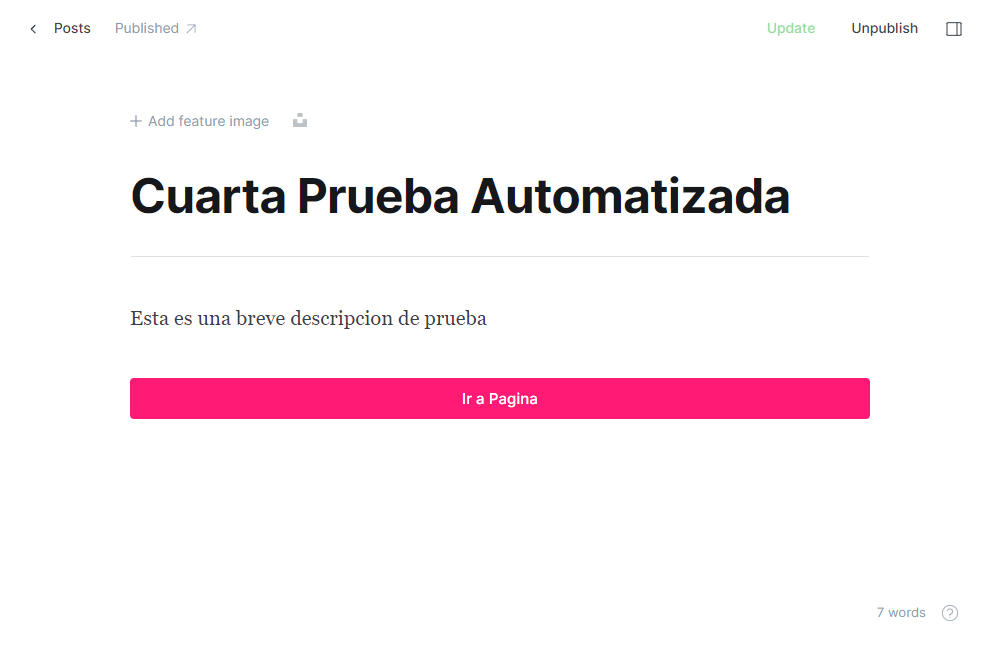 Posts Published Update Unpublish
Add feature image
Cuarta Prueba Automatizada
Esta es una breve descripcion de prueba
Ir a Pagina
7 words ?